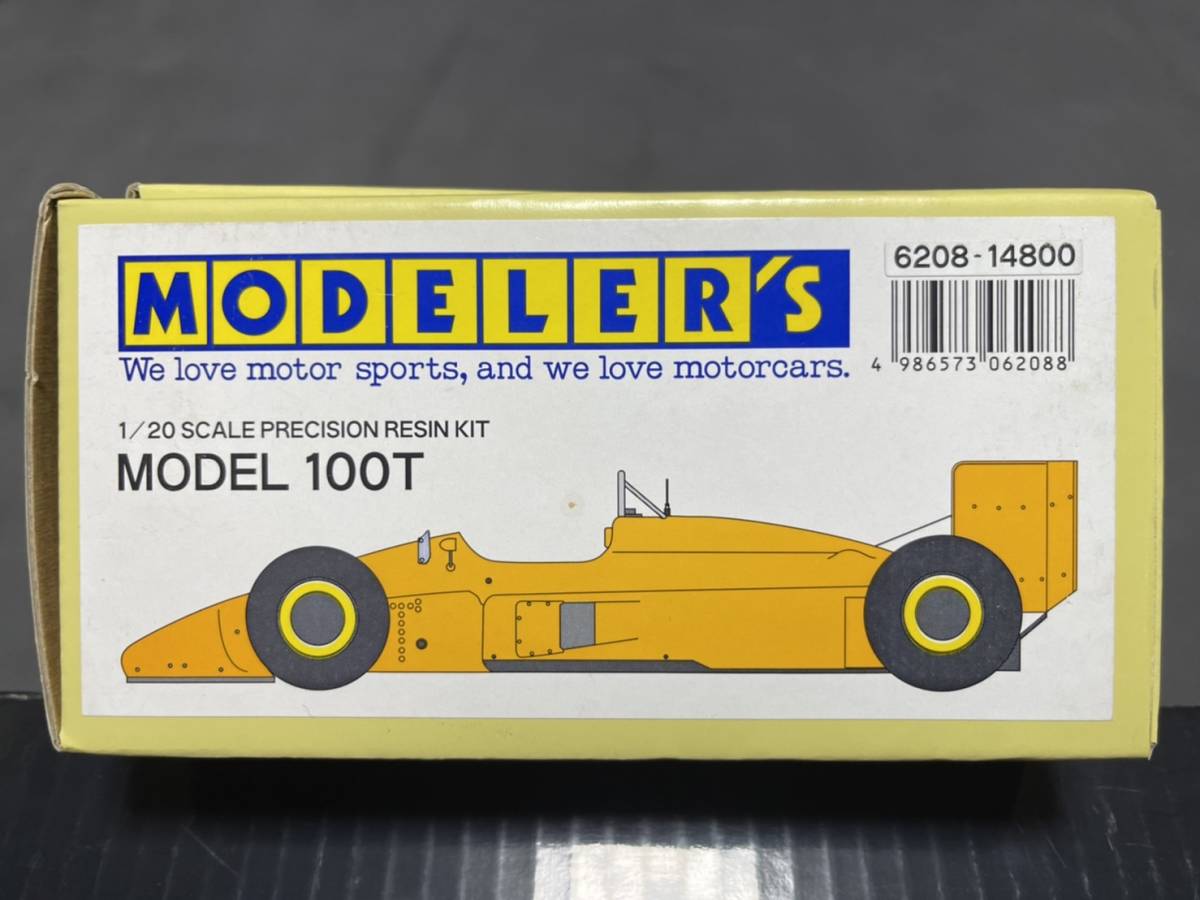 MODELER'S
We love motor sports, and we love motorcars.
6208-14800
4 986573 062088
1/20 SCALE PRECISION RESIN KIT
MODEL 100T